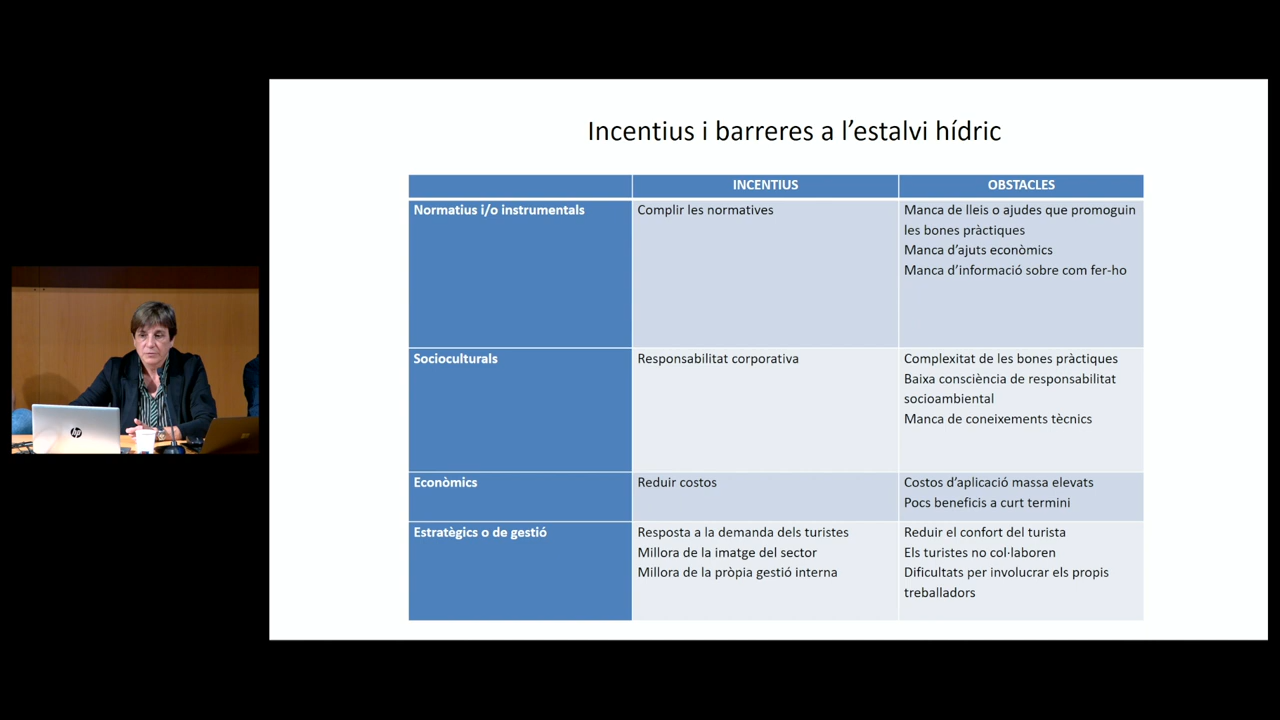 Incentius i barreres a l'estalvi hídric
INCENTIUS
OBSTACLES
Normatius i/o instrumentals
Complir les normatives
Manca de lleis o ajudes que promoguin
les bones pràctiques
Manca d'ajuts econòmics
Manca d'informació sobre com fer-ho
Socioculturals
Responsabilitat corporativa
Complexitat de les bones pràctiques
Baixa consciència de responsabilitat
socioambiental
Manca de coneixements tècnics
Econòmics
Reduir costos
Costos d'aplicació massa elevats
Pocs beneficis a curt termini
Estratègics o de gestió
Resposta a la demanda dels turistes
Millora de la imatge del sector
Millora de la pròpia gestió interna
Reduir el confort del turista
Els turistes no col·laboren
Dificultats per involucrar els propis
treballadors
hp